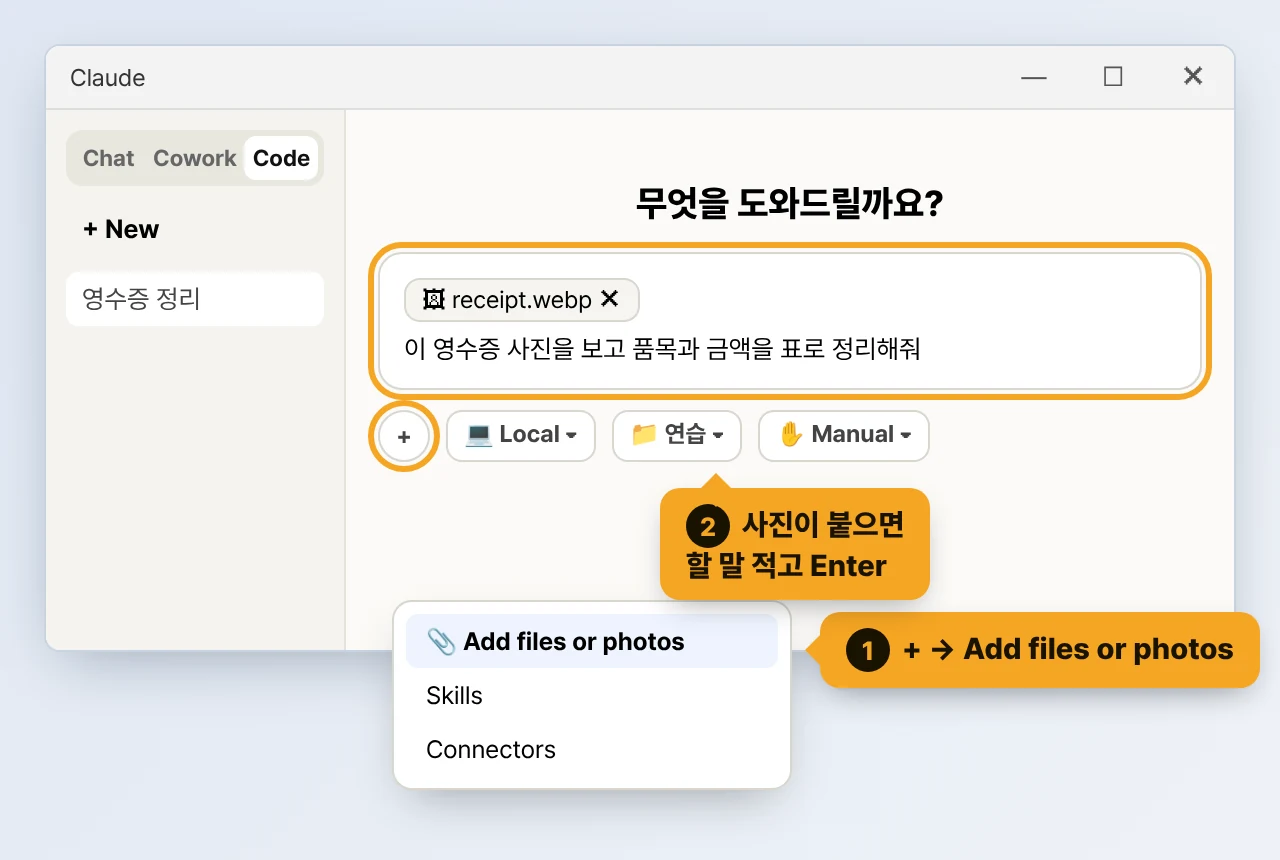 Claude
Chat Cowork Code
+ New
영수증 정리
무엇을 도와드릴까요?
receipt.webp
이 영수증 사진을 보고 품목과 금액을 표로 정리해줘
+ Local 연습 Manual
2 사진이 붙으면
할 말 적고 Enter
Add files or photos
Skills
Connectors
1 + → Add files or photos